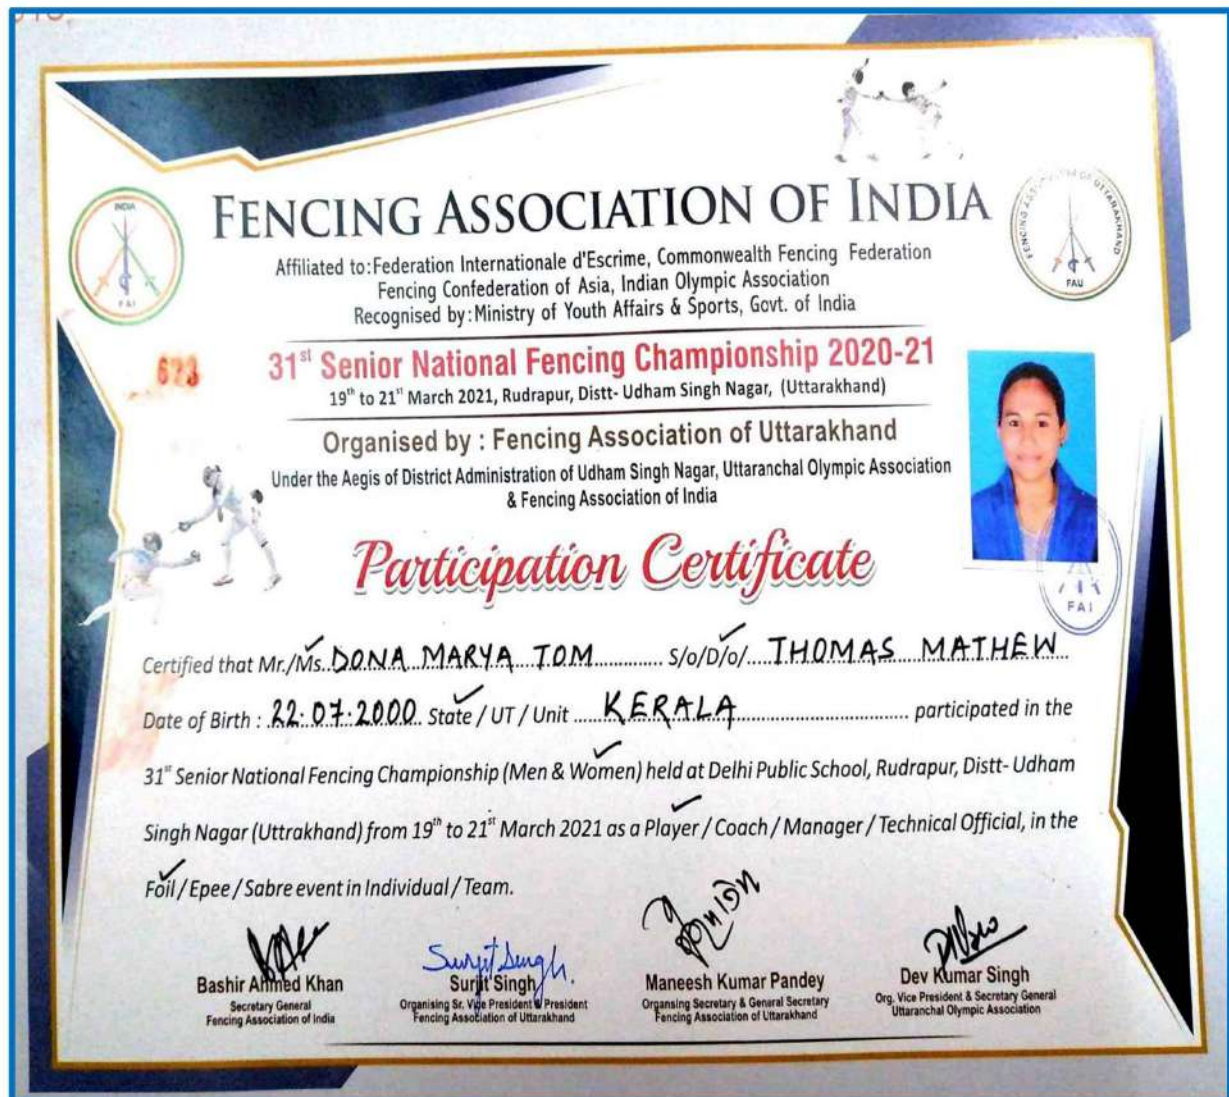 FENCING ASSOCIATION OF INDIA
INDIA
FAI
FENCING ASSOCIATION OF UTTARAKHAND
FAU
Affiliated to:Federation Internationale d'Escrime, Commonwealth Fencing Federation
Fencing Confederation of Asia, Indian Olympic Association
Recognised by:Ministry of Youth Affairs & Sports, Govt. of India
623
31st Senior National Fencing Championship 2020-21
19th to 21st March 2021, Rudrapur, Distt- Udham Singh Nagar, (Uttarakhand)
Organised by : Fencing Association of Uttarakhand
Under the Aegis of District Administration of Udham Singh Nagar, Uttaranchal Olympic Association
& Fencing Association of India
Participation Certificate
FAI
Certified that Mr./Ms. DONA MARYA TOM S/o/D/o/ THOMAS MATHEW
Date of Birth : 22.07.2000 State / UT / Unit KERALA participated in the
31st Senior National Fencing Championship (Men & Women) held at Delhi Public School, Rudrapur, Distt- Udham
Singh Nagar (Uttrakhand) from 19th to 21st March 2021 as a Player / Coach / Manager / Technical Official, in the
Foil / Epee / Sabre event in Individual / Team.
Surjit Singh
Bashir Ahmed Khan
Secretary General
Fencing Association of India
Surjit Singh
Organising Sr. Vice President & President
Fencing Association of Uttarakhand
Maneesh Kumar Pandey
Organsing Secretary & General Secretary
Fencing Association of Uttarakhand
Dev Kumar Singh
Org. Vice President & Secretary General
Uttaranchal Olympic Association